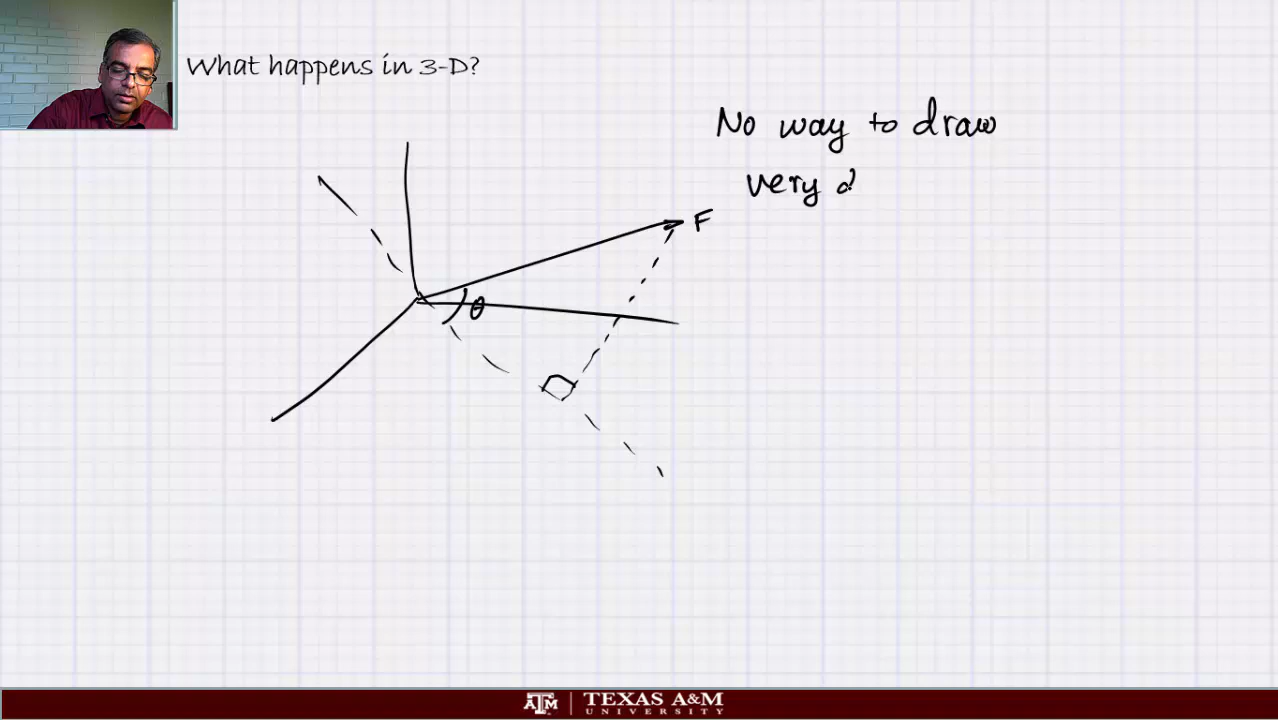 What happens in 3-D?
No way to draw
very
F
θ
TEXAS A&M
UNIVERSITY